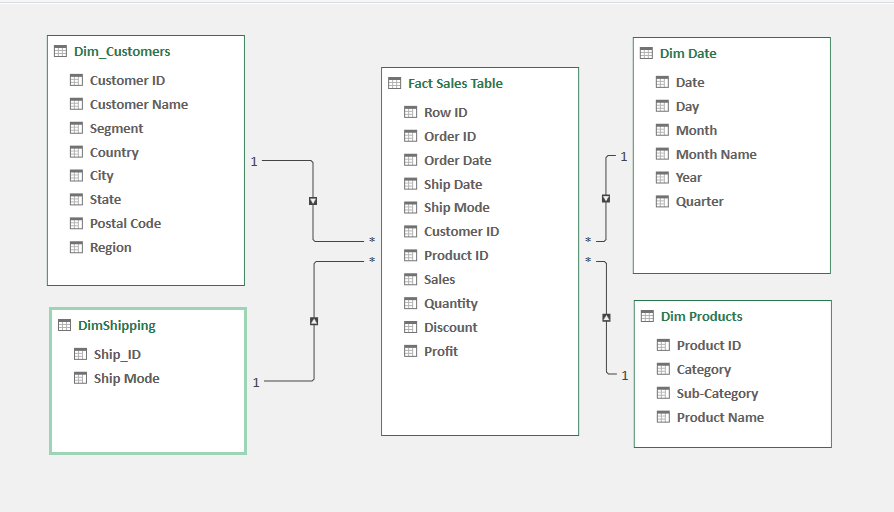 Dim_Customers
Customer ID
Customer Name
Segment
Country
City
State
Postal Code
Region
1
*
DimShipping
Ship_ID
Ship Mode
1
*
Fact Sales Table
Row ID
Order ID
Order Date
Ship Date
Ship Mode
Customer ID
Product ID
Sales
Quantity
Discount
Profit
Dim Date
Date
Day
Month
Month Name
Year
Quarter
1
*
Dim Products
Product ID
Category
Sub-Category
Product Name
1
*